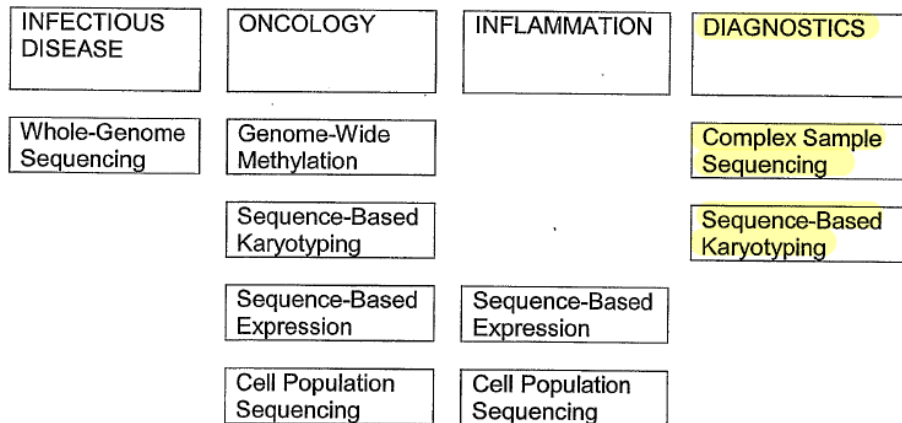 INFECTIOUS
DISEASE
ONCOLOGY
INFLAMMATION
DIAGNOSTICS
Whole-Genome
Sequencing
Genome-Wide
Methylation
Complex Sample
Sequencing
Sequence-Based
Karyotyping
Sequence-Based
Karyotyping
Sequence-Based
Expression
Sequence-Based
Expression
Cell Population
Sequencing
Cell Population
Sequencing